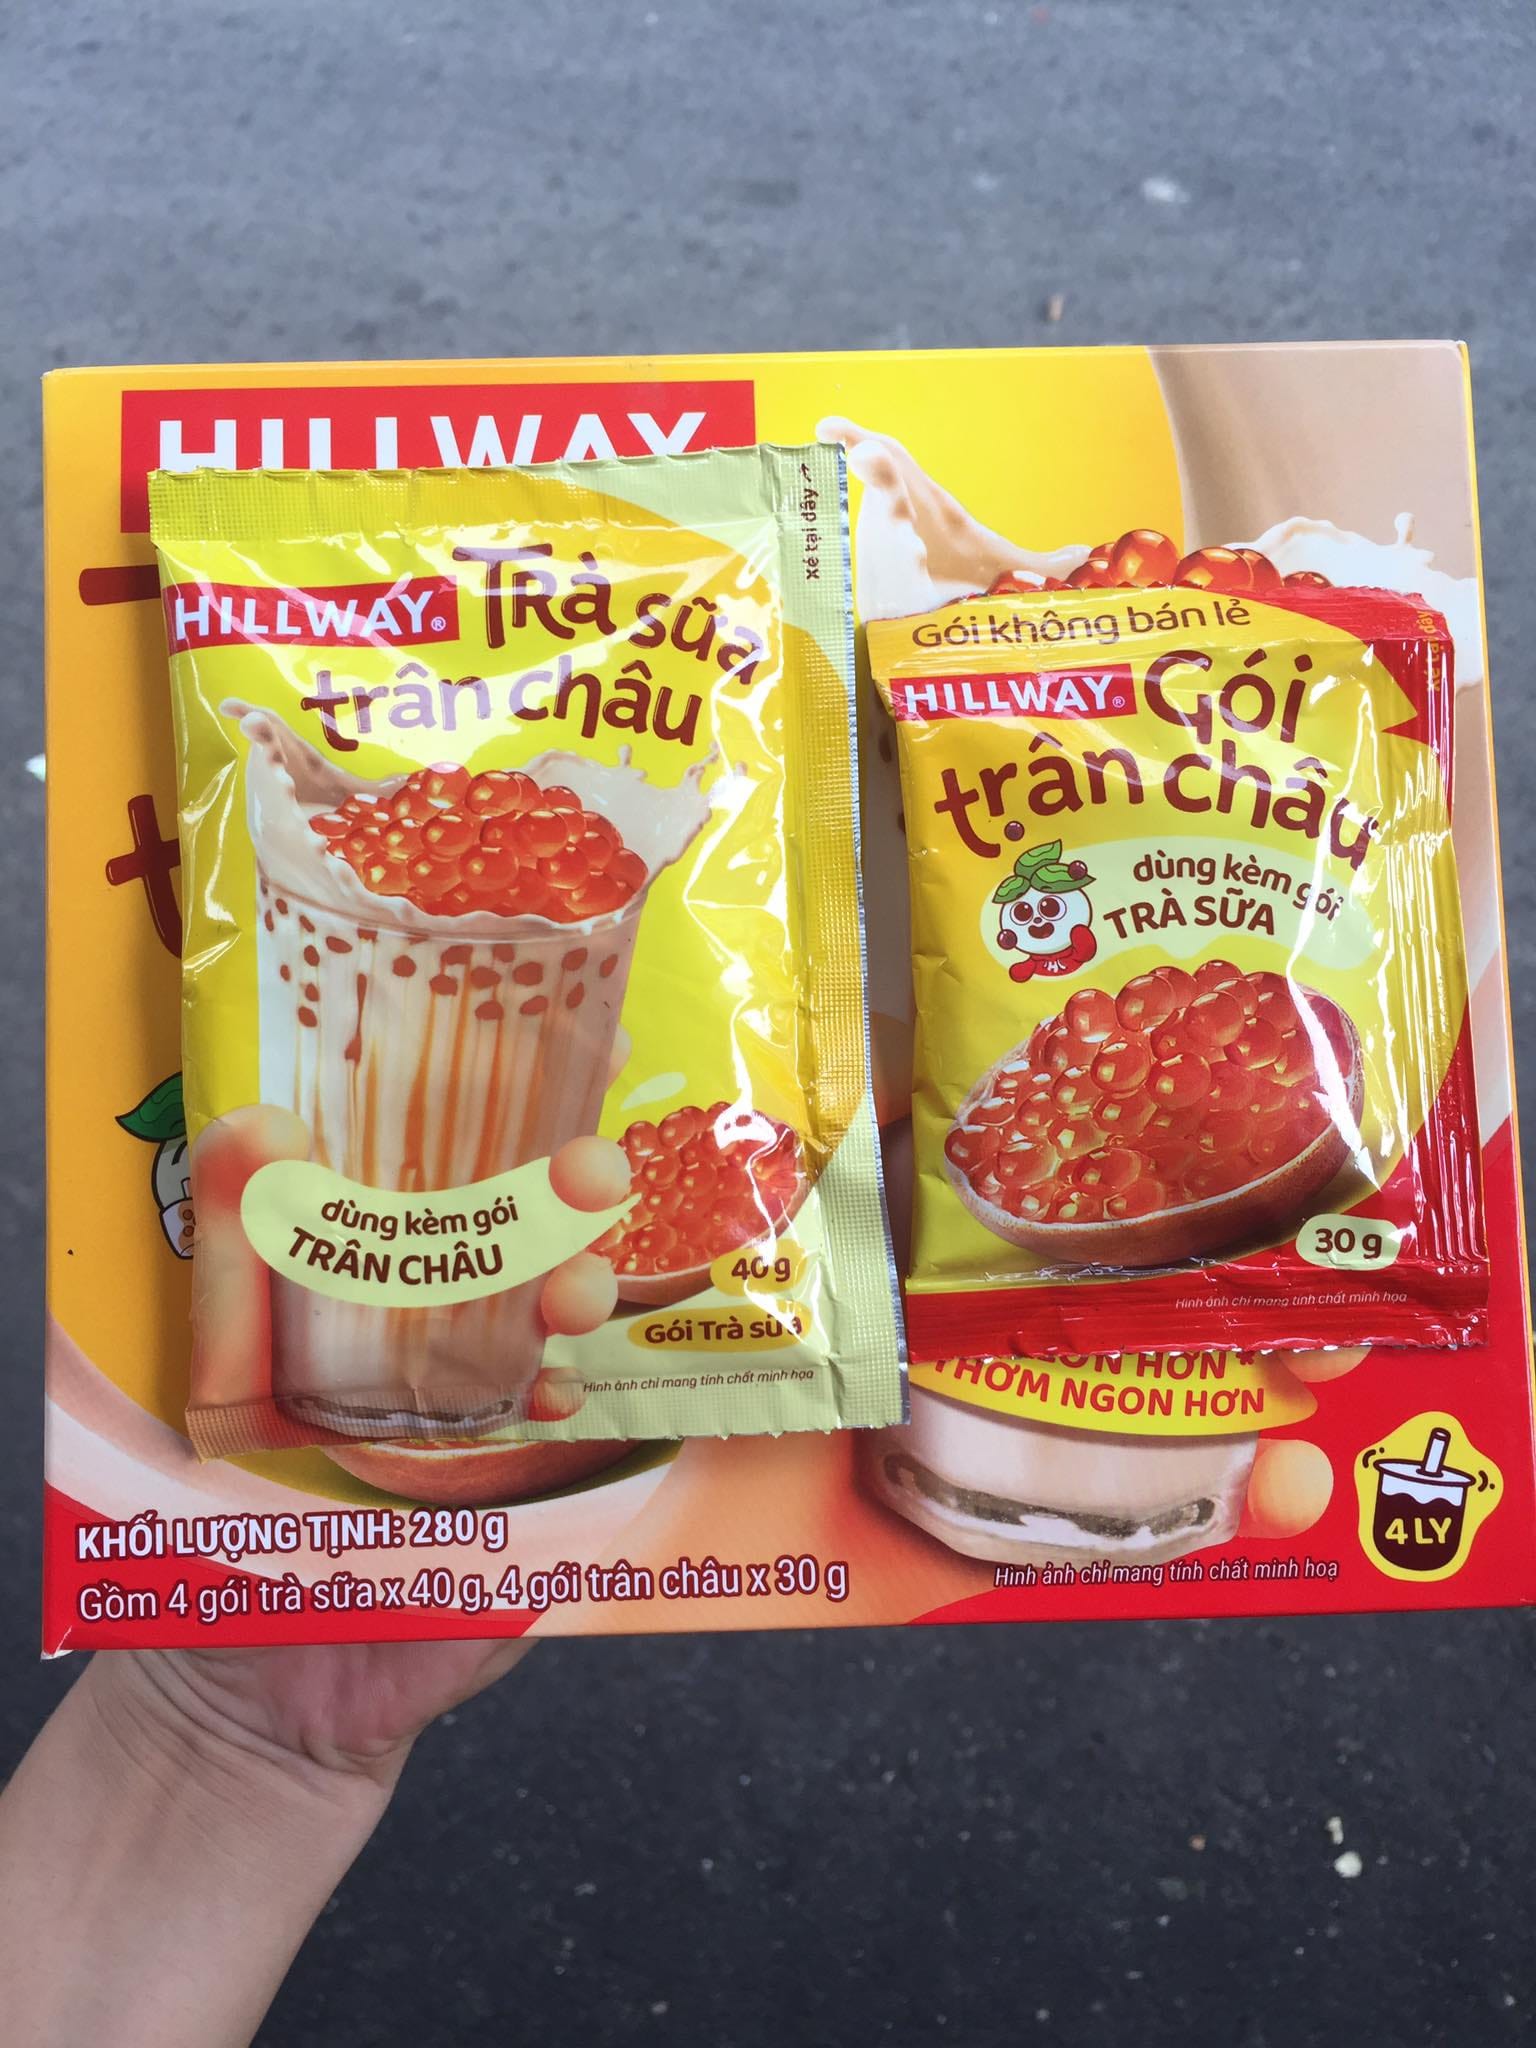 HILLWAY
HILLWAY®
Trà sữa
trân châu
Xé tại đây
dùng kèm gói
TRÂN CHÂU
40 g
Gói Trà sữa
Hình ảnh chỉ mang tính chất minh họa
Gói không bán lẻ
Xé tại đây
HILLWAY®
Gói
trân châu
dùng kèm gói
TRÀ SỮA
30 g
Hình ảnh chỉ mang tính chất minh họa
HƠN *
THƠM NGON HƠN
4 LY
KHỐI LƯỢNG TỊNH: 280 g
Gồm 4 gói trà sữa x 40 g, 4 gói trân châu x 30 g
Hình ảnh chỉ mang tính chất minh hoạ